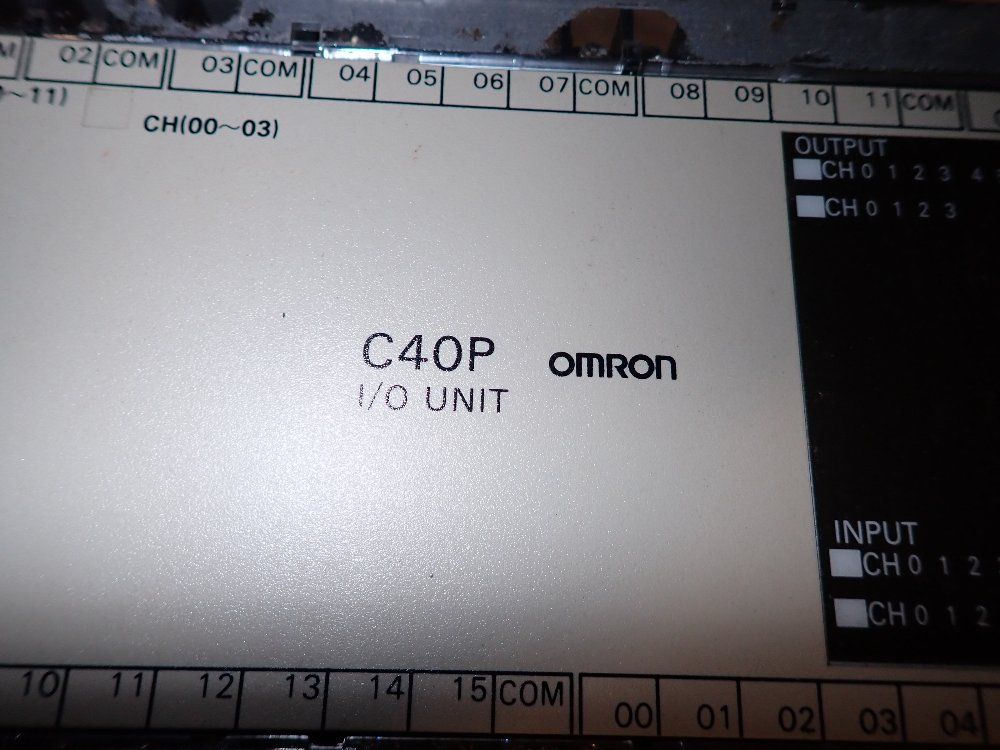 02 COM 03 COM 04 05 06 07 COM 08 09 10 11 COM
~11)
CH(00~03)
OUTPUT
CH 0 1 2 3 4
CH 0 1 2 3
C40P OMRON
I/O UNIT
INPUT
CH 0 1 2
CH 0 1 2
10 11 12 13 14 15 COM 00 01 02 03 04